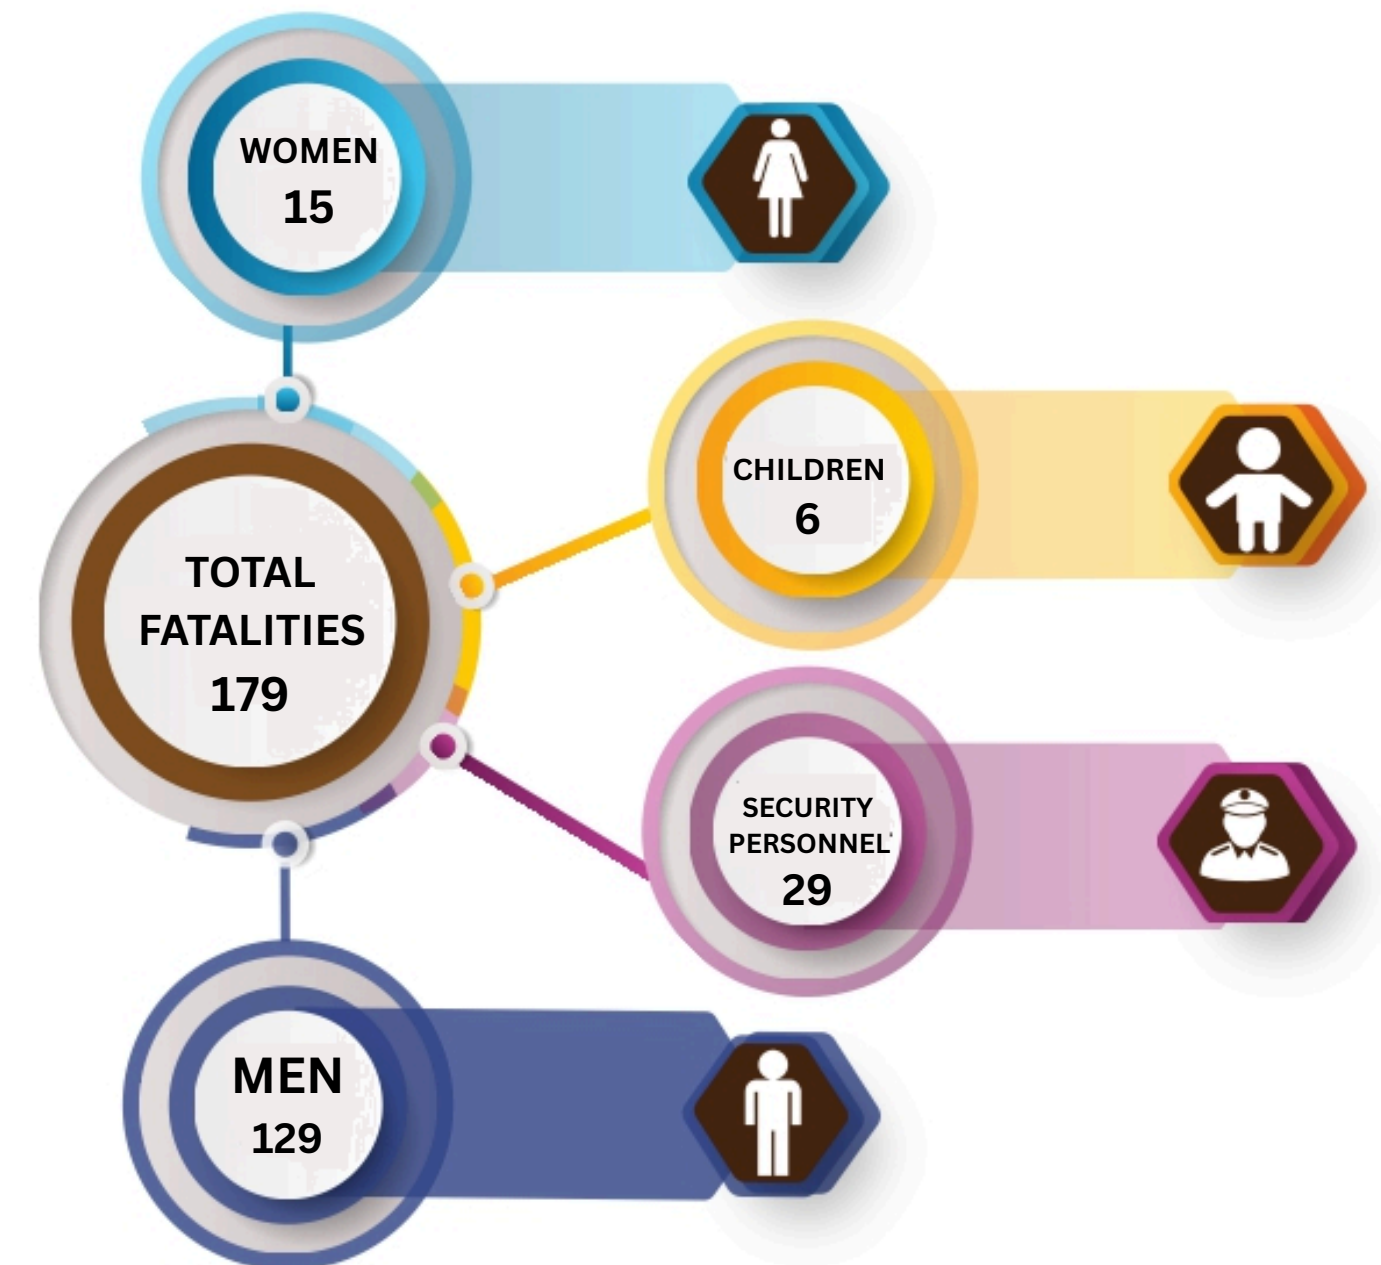 WOMEN
15
CHILDREN
6
TOTAL
FATALITIES
179
SECURITY
PERSONNEL
29
MEN
129